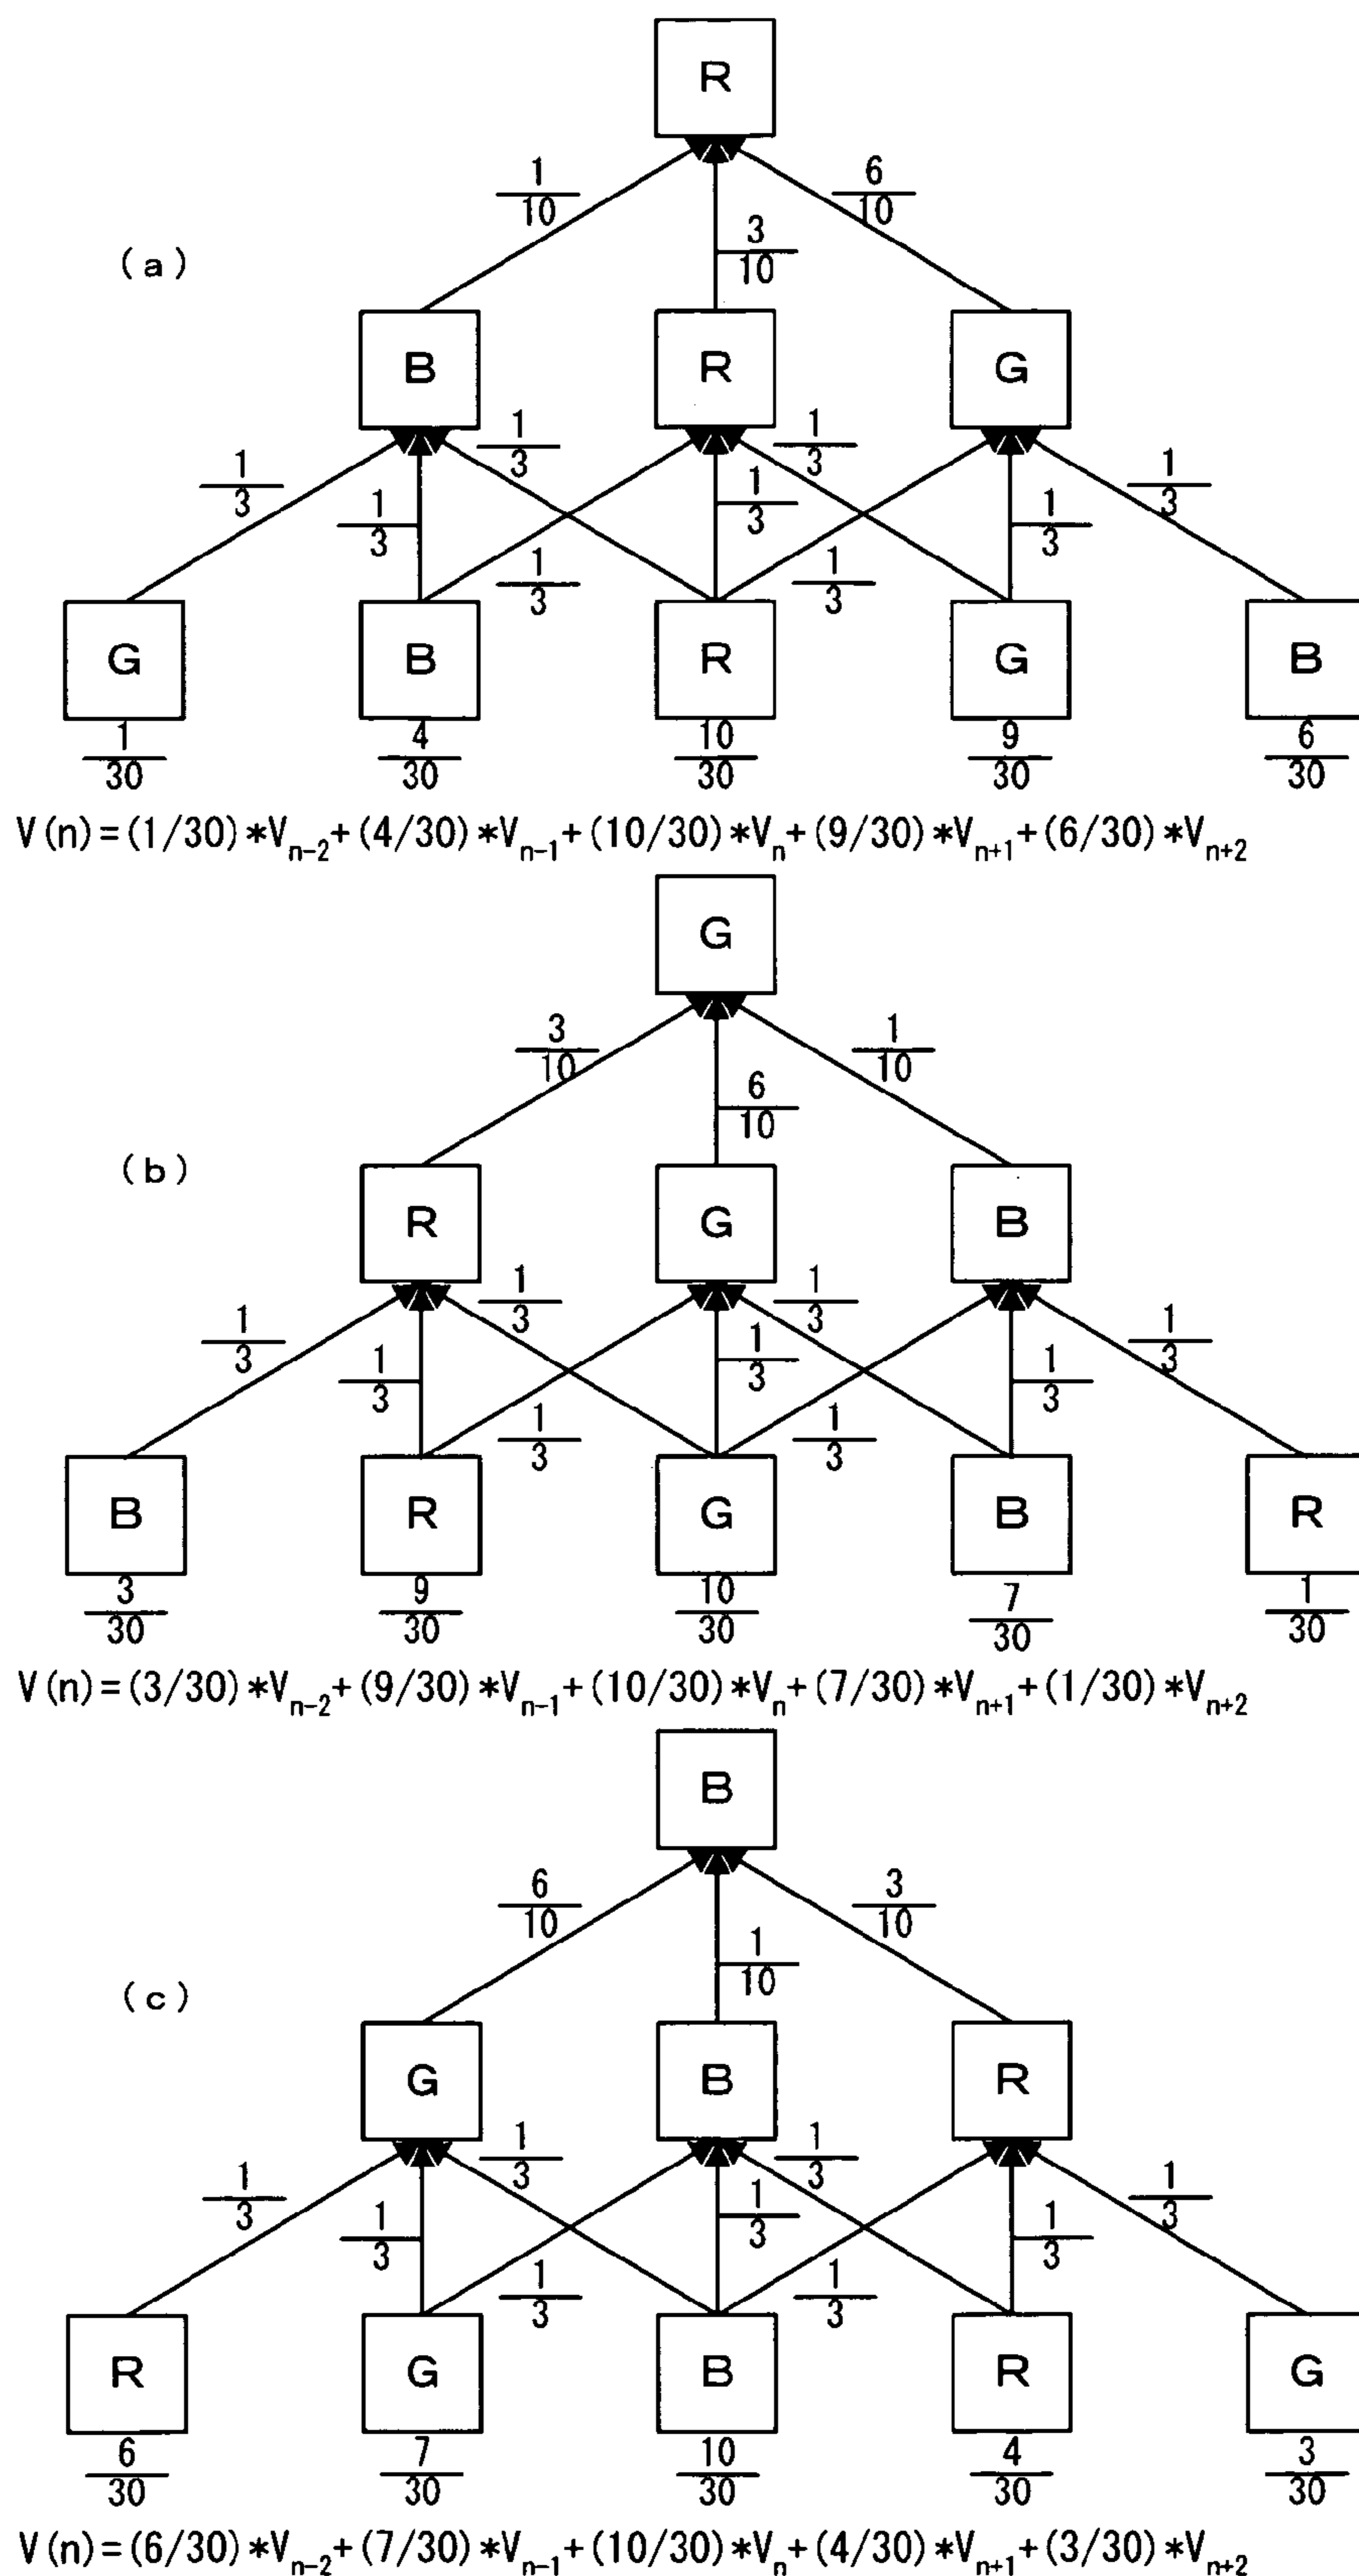 R
1/10 6/10
3/10
(a)
B R G
1/3 1/3 1/3 1/3 1/3
1/3 1/3
1/3 1/3
G B R G B
1/30 4/30 10/30 9/30 6/30
V(n)=(1/30)*V_{n-2}+(4/30)*V_{n-1}+(10/30)*V_n+(9/30)*V_{n+1}+(6/30)*V_{n+2}
G
3/10 1/10
6/10
(b)
R G B
1/3 1/3 1/3 1/3 1/3
1/3 1/3
1/3 1/3
B R G B R
3/30 9/30 10/30 7/30 1/30
V(n)=(3/30)*V_{n-2}+(9/30)*V_{n-1}+(10/30)*V_n+(7/30)*V_{n+1}+(1/30)*V_{n+2}
B
6/10 3/10
1/10
(c)
G B R
1/3 1/3 1/3 1/3 1/3
1/3 1/3
1/3 1/3
R G B R G
6/30 7/30 10/30 4/30 3/30
V(n)=(6/30)*V_{n-2}+(7/30)*V_{n-1}+(10/30)*V_n+(4/30)*V_{n+1}+(3/30)*V_{n+2}